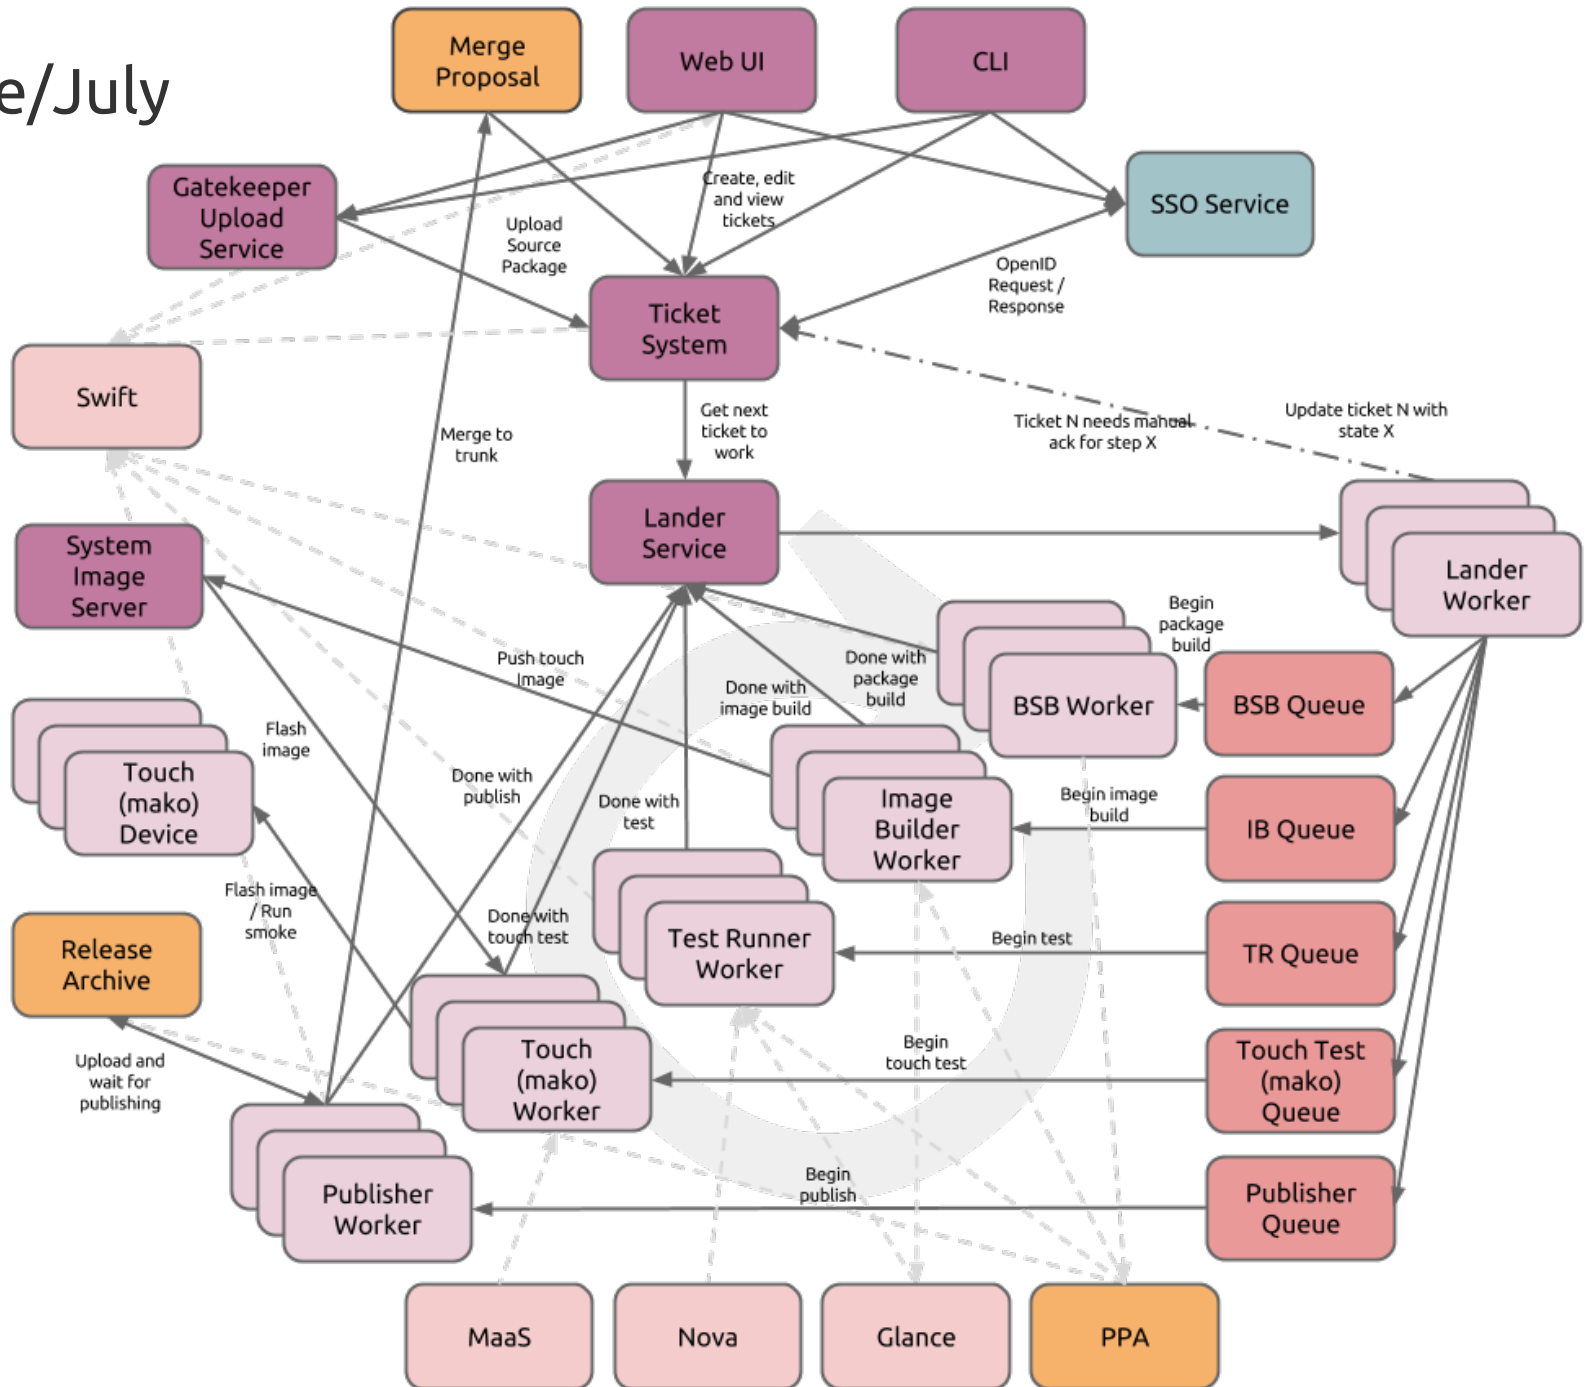 e/July
Merge
Proposal
Web UI
CLI
Gatekeeper
Upload
Service
SSO Service
Create, edit
and view
tickets
Upload
Source
Package
OpenID
Request /
Response
Ticket
System
Swift
Merge to
trunk
Get next
ticket to
work
Ticket N needs manual
ack for step X
Update ticket N with
state X
System
Image
Server
Lander
Service
Lander
Worker
Begin
package
build
Push touch
Image
Done with
package
build
Done with
image build
BSB Worker
BSB Queue
Flash
image
Touch
(mako)
Device
Done with
publish
Done with
test
Image
Builder
Worker
Begin image
build
IB Queue
Flash image
/ Run
smoke
Done with
touch test
Release
Archive
Test Runner
Worker
Begin test
TR Queue
Upload and
wait for
publishing
Touch
(mako)
Worker
Begin
touch test
Touch Test
(mako)
Queue
Publisher
Worker
Begin
publish
Publisher
Queue
MaaS
Nova
Glance
PPA